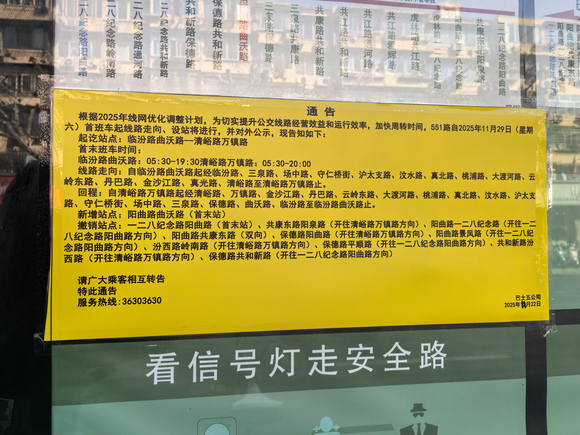 通 告
根据2025年线网优化调整计划，为切实提升公交线路经营效益和运行效率，加快周转时间，551路自2025年11月29日（星期
六）首班车起线路走向、设站将进行，并对外公示，现告知如下：
起讫站点：临汾路曲沃路—清峪路万镇路
首末班车时间：
临汾路曲沃路：05:30-19:30清峪路万镇路：05:30-20:00
线路走向：自临汾路曲沃路起经临汾路、三泉路、场中路、守仁桥街、沪太支路、汶水路、真北路、桃浦路、大渡河路、云
岭东路、丹巴路、金沙江路、真光路、清峪路至清峪路万镇路止。
回程：自清峪路万镇路起经清峪路、万镇路、金沙江路、丹巴路、云岭东路、大渡河路、桃浦路、真北路、汶水路、沪太支
路、守仁桥街、场中路、三泉路、保德路、曲沃路、临汾路至临汾路曲沃路止。
新增站点：阳曲路曲沃路（首末站）
撤销站点：一二八纪念路（首末站）、共康东路阳泉路（开往清峪路万镇路方向）、阳曲路一二八纪念路（开往一二
八纪念路阳曲路方向）、阳曲路共康东路（双向）、保德路阳曲路（开往清峪路万镇路方向）、阳曲路景凤路（开往一二八纪
念路阳曲路方向）、汾西路岭南路（开往清峪路万镇路方向）、保德路平顺路（开往一二八纪念路阳曲路方向）、共和新路汾
西路（开往清峪路万镇路方向）、保德路共和新路（开往一二八纪念路阳曲路方向）
请广大乘客相互转告
特此通告
服务热线：36303630
巴士五公司
2025年11月22日
看信号灯走安全路